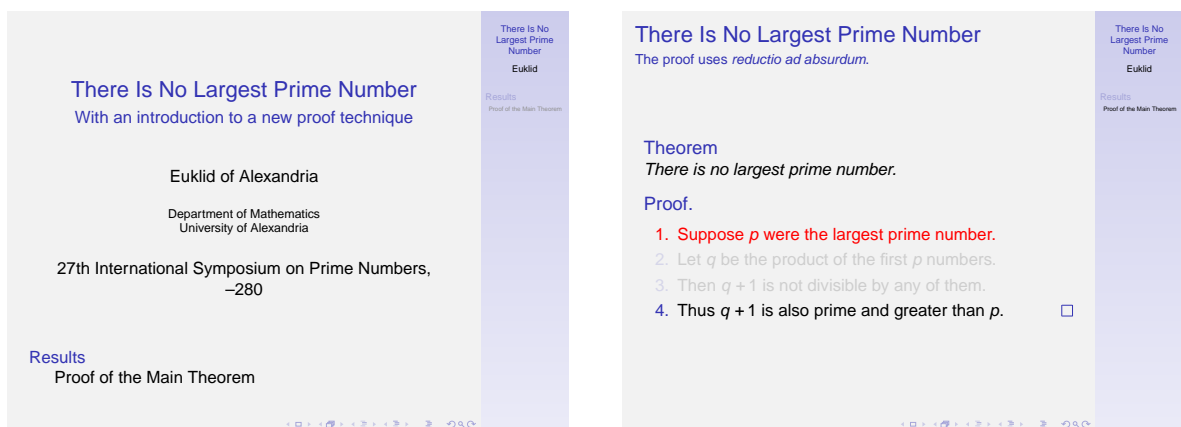 There Is No Largest Prime Number
With an introduction to a new proof technique
Euklid of Alexandria
Department of Mathematics
University of Alexandria
27th International Symposium on Prime Numbers,
–280
Results
Proof of the Main Theorem
There Is No
Largest Prime
Number
Euklid
Results
Proof of the Main Theorem
There Is No Largest Prime Number
The proof uses reductio ad absurdum.
Theorem
There is no largest prime number.
Proof.
1. Suppose p were the largest prime number.
2. Let q be the product of the first p numbers.
3. Then q + 1 is not divisible by any of them.
4. Thus q + 1 is also prime and greater than p. □
There Is No
Largest Prime
Number
Euklid
Results
Proof of the Main Theorem